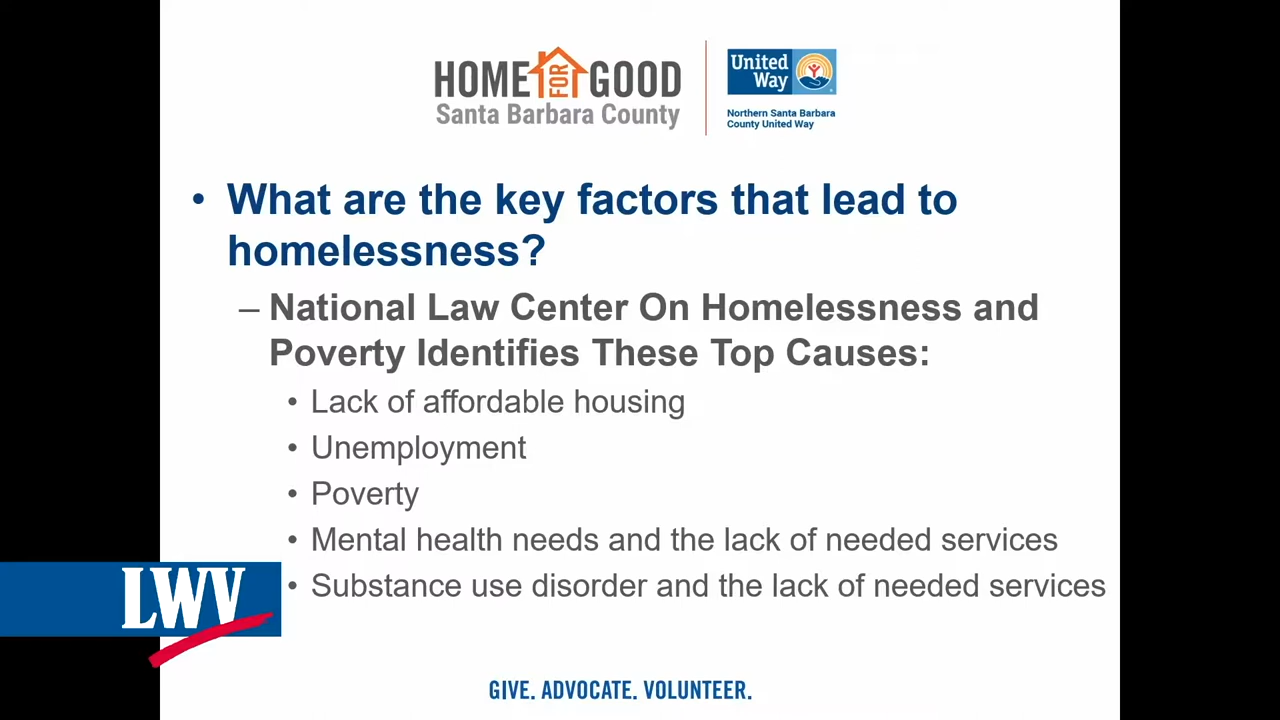 HOME FOR GOOD
Santa Barbara County
United
Way
Northern Santa Barbara
County United Way
• What are the key factors that lead to
homelessness?
– National Law Center On Homelessness and
Poverty Identifies These Top Causes:
• Lack of affordable housing
• Unemployment
• Poverty
• Mental health needs and the lack of needed services
• Substance use disorder and the lack of needed services
LWV
GIVE. ADVOCATE. VOLUNTEER.